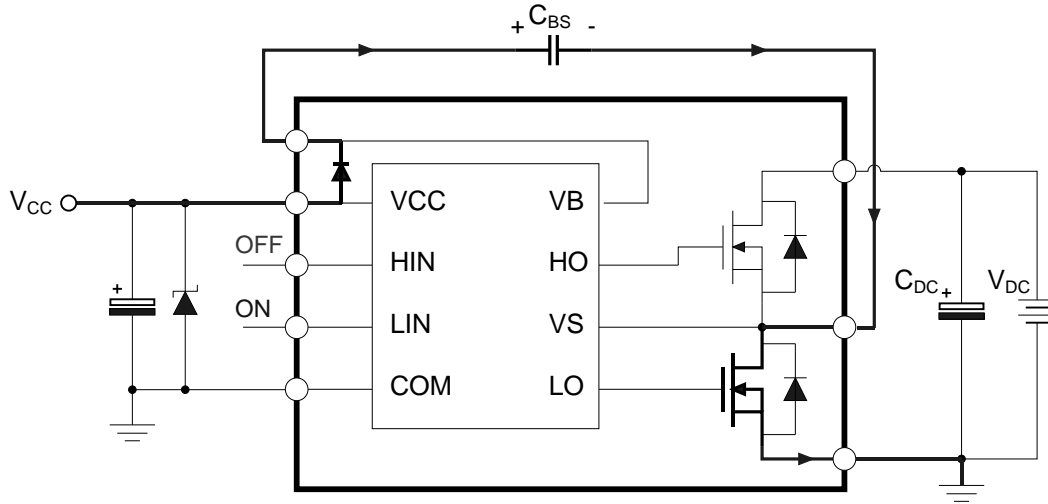 + C_BS -
V_CC
VCC VB
OFF
HIN HO
C_DC + V_DC
+
ON
LIN VS
COM LO